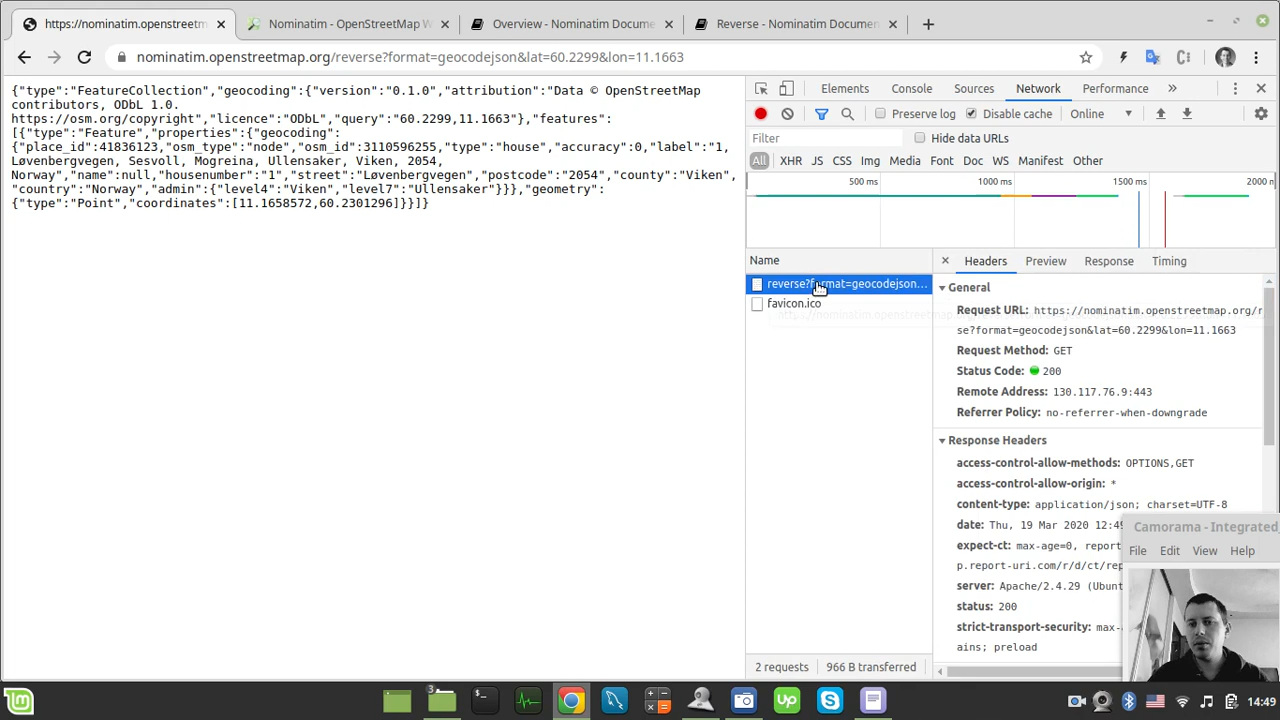 https://nominatim.openstreetm
Nominatim - OpenStreetMap W
Overview - Nominatim Docume
Reverse - Nominatim Documen
nominatim.openstreetmap.org/reverse?format=geocodejson&lat=60.2299&lon=11.1663
{"type":"FeatureCollection","geocoding":{"version":"0.1.0","attribution":"Data © OpenStreetMap
contributors, ODbL 1.0.
https://osm.org/copyright","licence":"ODbL","query":"60.2299,11.1663"},"features":
[{"type":"Feature","properties":{"geocoding":
{"place_id":41836123,"osm_type":"node","osm_id":3110596255,"type":"house","accuracy":0,"label":"1,
Løvenbergvegen, Sesvoll, Mogreina, Ullensaker, Viken, 2054,
Norway","name":null,"housenumber":"1","street":"Løvenbergvegen","postcode":"2054","county":"Viken",
"country":"Norway","admin":{"level4":"Viken","level7":"Ullensaker"}}},"geometry":
{"type":"Point","coordinates":[11.1658572,60.2301296]}}]}
Elements
Console
Sources
Network
Performance
»
Preserve log
Disable cache
Online
Filter
Hide data URLs
All
XHR
JS
CSS
Img
Media
Font
Doc
WS
Manifest
Other
500 ms
1000 ms
1500 ms
2000 n
Name
reverse?format=geocodejson...
favicon.ico
2 requests
966 B transferred
Headers
Preview
Response
Timing
General
Request URL: https://nominatim.openstreetmap.org/r
se?format=geocodejson&lat=60.2299&lon=11.1663
Request Method: GET
Status Code: 200
Remote Address: 130.117.76.9:443
Referrer Policy: no-referrer-when-downgrade
Response Headers
access-control-allow-methods: OPTIONS,GET
access-control-allow-origin: *
content-type: application/json; charset=UTF-8
date: Thu, 19 Mar 2020 12:49
expect-ct: max-age=0, report
p.report-uri.com/r/d/ct/rep
server: Apache/2.4.29 (Ubunt
status: 200
strict-transport-security: max-
ains; preload
Camorama - Integrated
File
Edit
View
Help
3
14:49